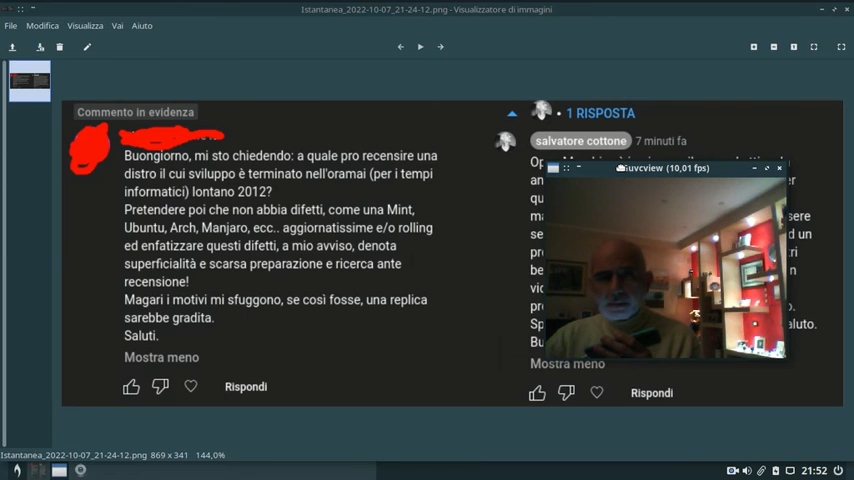 Istantanea_2022-10-07_21-24-12.png - Visualizzatore di immagini
File Modifica Visualizza Vai Aiuto
Commento in evidenza
Buongiorno, mi sto chiedendo: a quale pro recensire una
distro il cui sviluppo è terminato nell'oramai (per i tempi
informatici) lontano 2012?
Pretendere poi che non abbia difetti, come una Mint,
Ubuntu, Arch, Manjaro, ecc.. aggiornatissime e/o rolling
ed enfatizzare questi difetti, a mio avviso, denota
superficialità e scarsa preparazione e ricerca ante
recensione!
Magari i motivi mi sfuggono, se così fosse, una replica
sarebbe gradita.
Saluti.
Mostra meno
Rispondi
• 1 RISPOSTA
salvatore cottone 7 minuti fa
Guvcview (10,01 fps)
Mostra meno
Rispondi
Istantanea_2022-10-07_21-24-12.png 869 x 341 144,0%
21:52